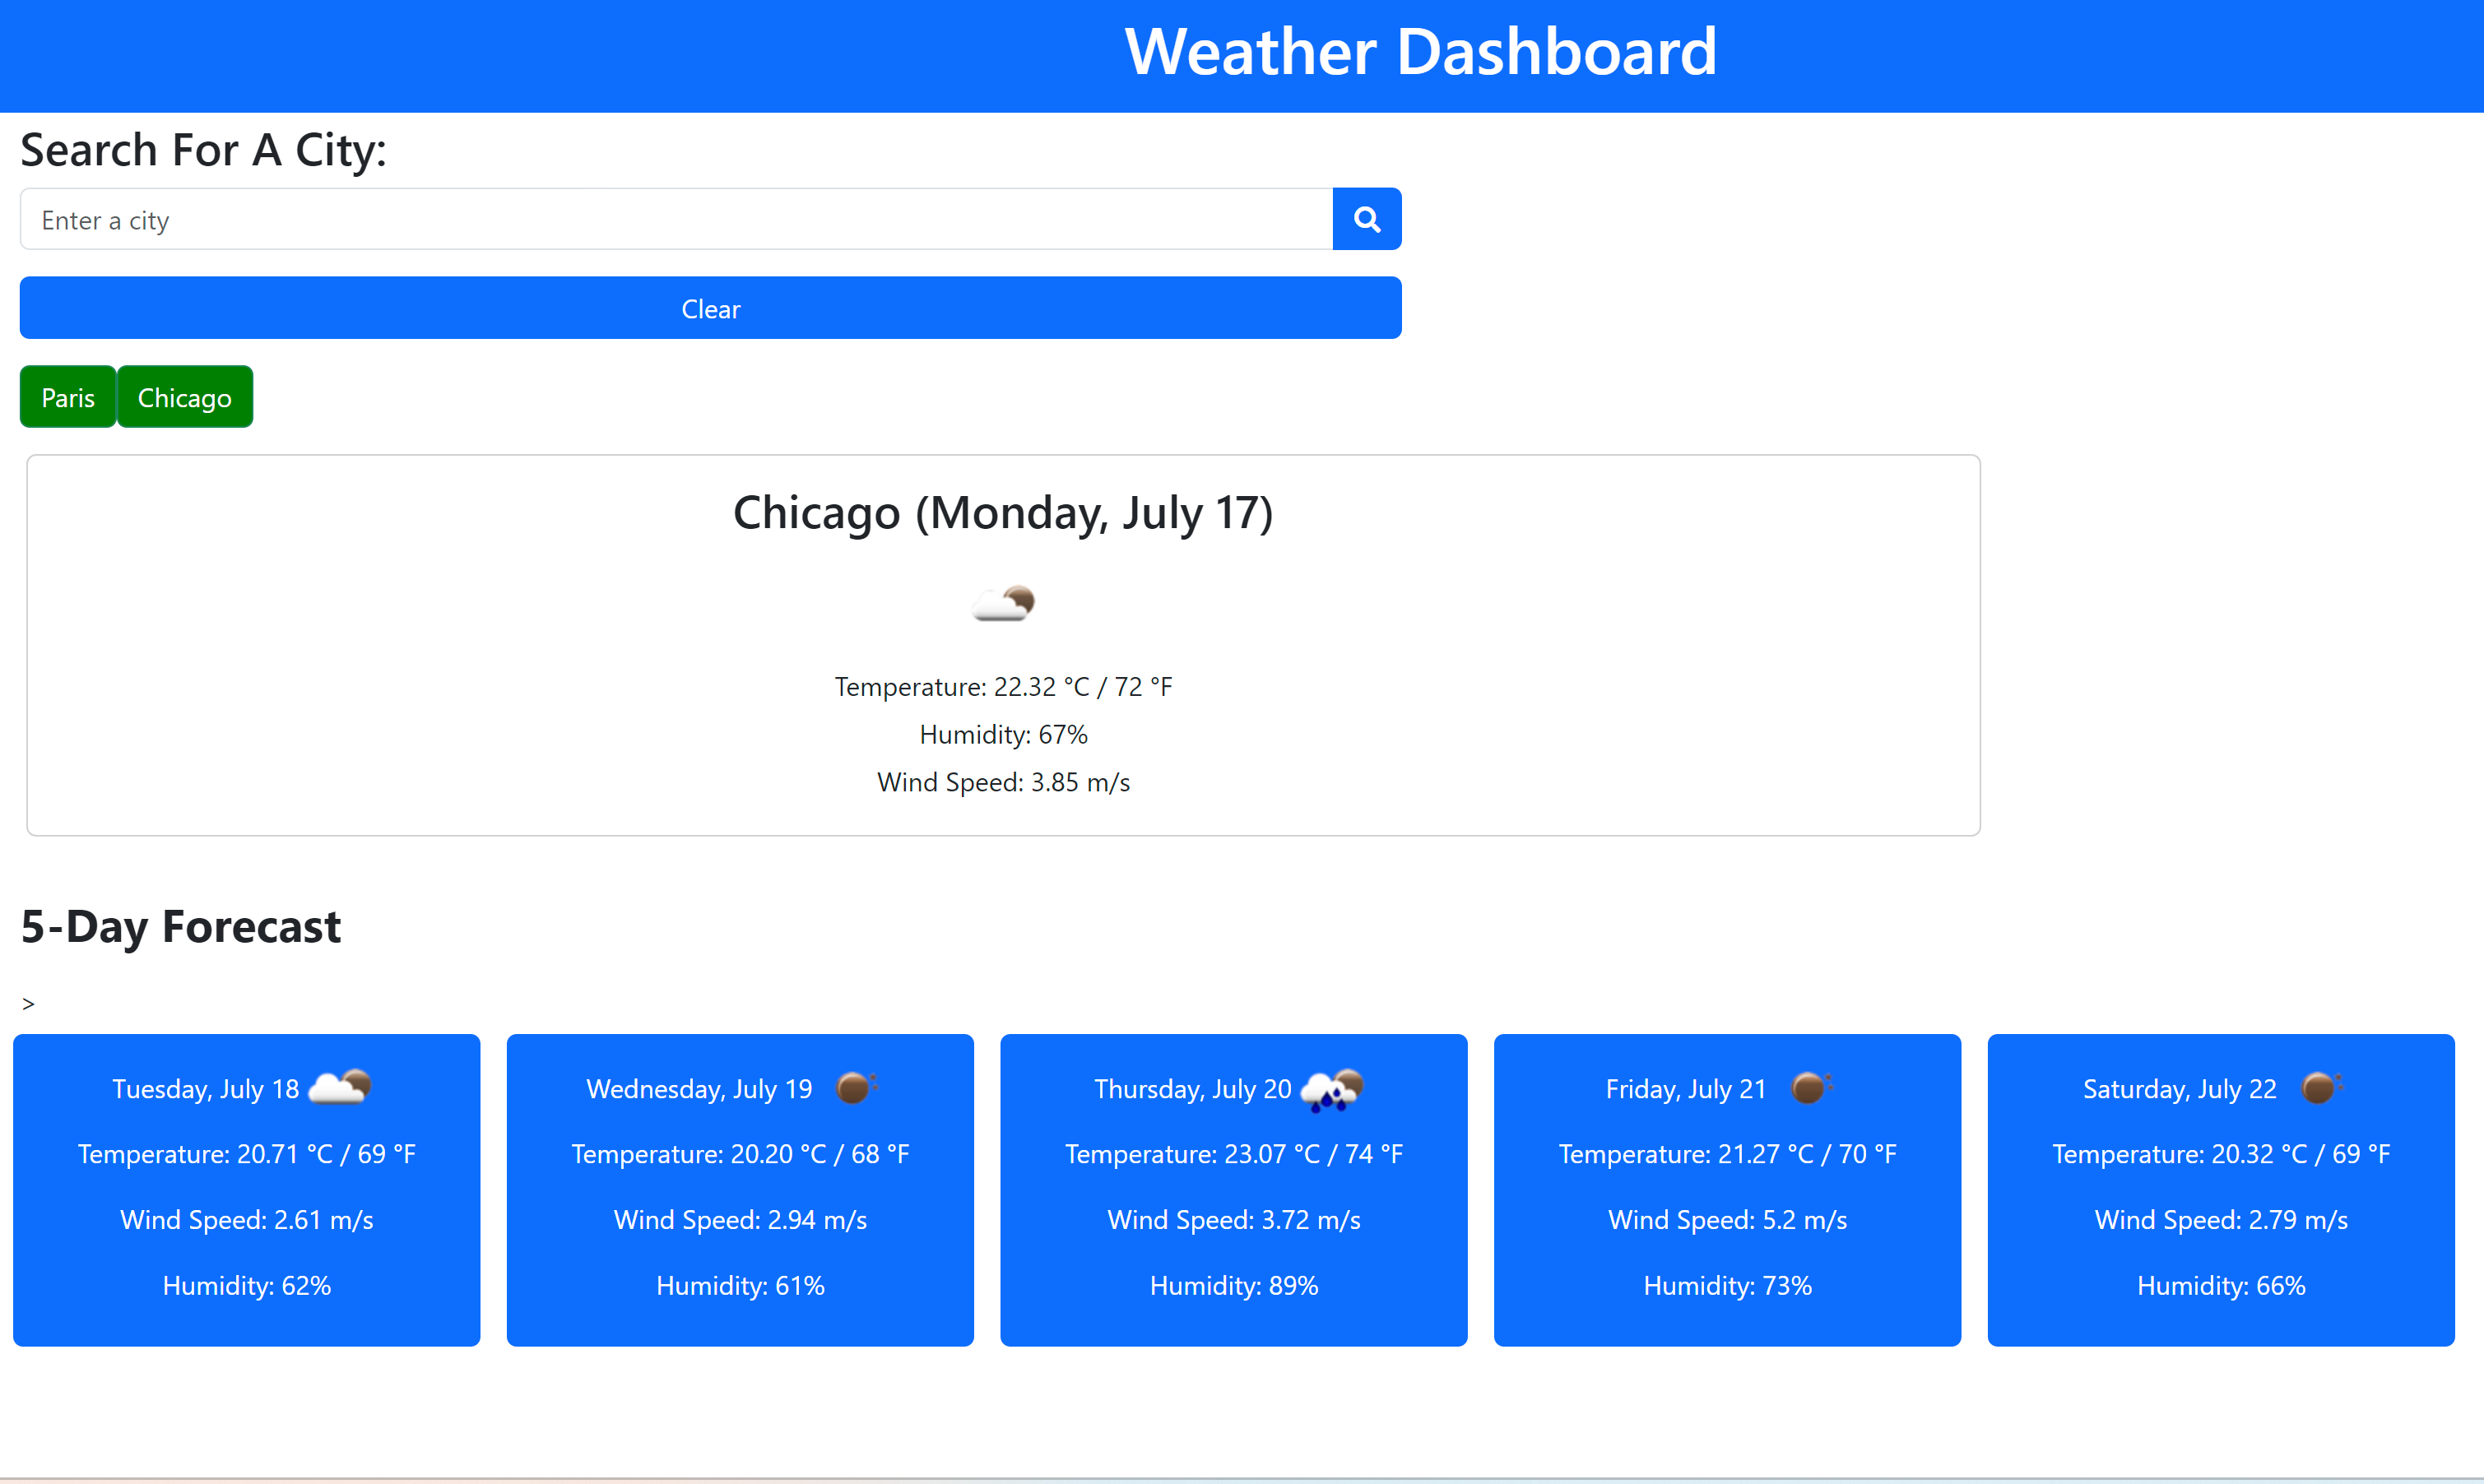 Weather Dashboard
Search For A City:
Enter a city
Clear
Paris Chicago
Chicago (Monday, July 17)
Temperature: 22.32 °C / 72 °F
Humidity: 67%
Wind Speed: 3.85 m/s
5-Day Forecast
>
Tuesday, July 18
Temperature: 20.71 °C / 69 °F
Wind Speed: 2.61 m/s
Humidity: 62%
Wednesday, July 19
Temperature: 20.20 °C / 68 °F
Wind Speed: 2.94 m/s
Humidity: 61%
Thursday, July 20
Temperature: 23.07 °C / 74 °F
Wind Speed: 3.72 m/s
Humidity: 89%
Friday, July 21
Temperature: 21.27 °C / 70 °F
Wind Speed: 5.2 m/s
Humidity: 73%
Saturday, July 22
Temperature: 20.32 °C / 69 °F
Wind Speed: 2.79 m/s
Humidity: 66%